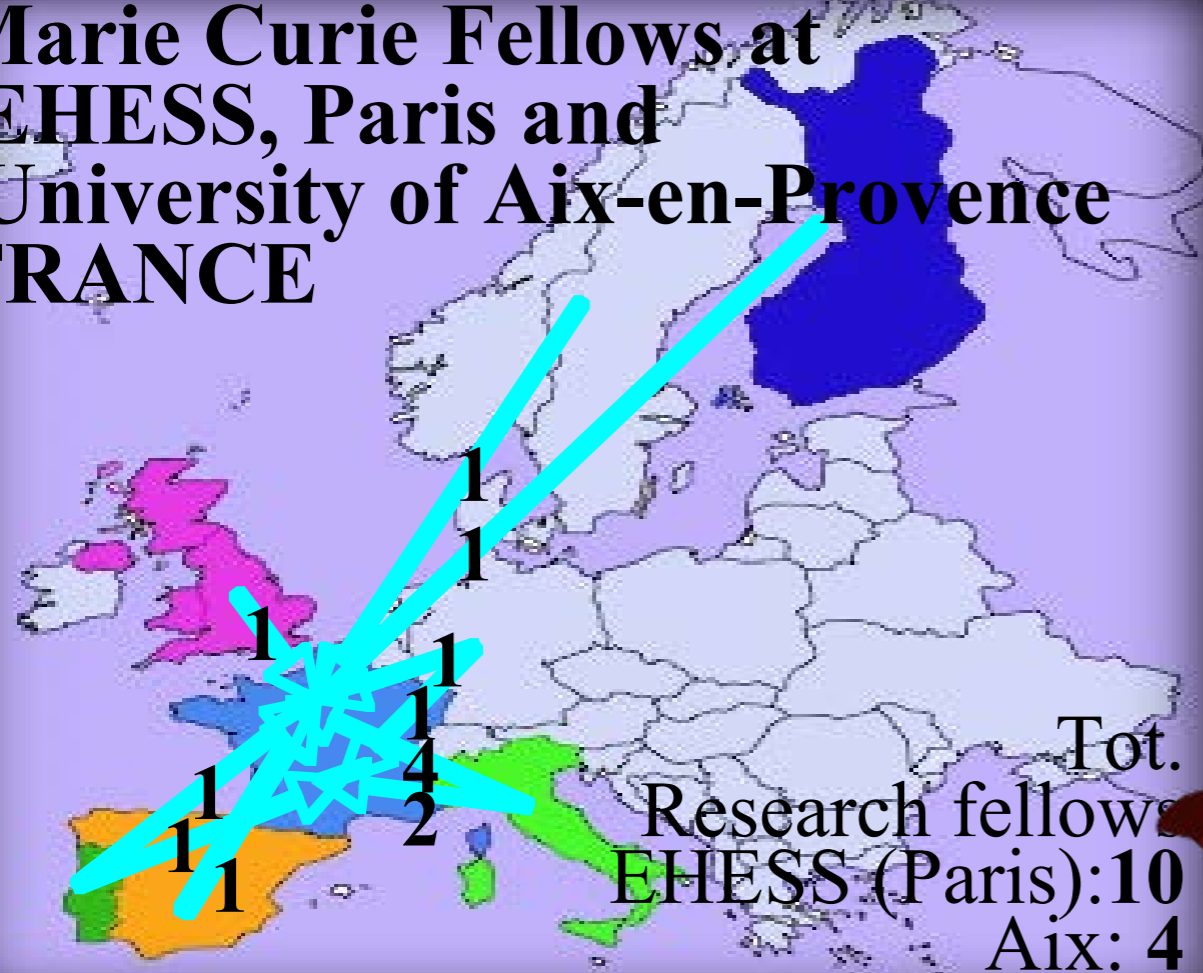 Marie Curie Fellows at
EHESS, Paris and
University of Aix-en-Provence
FRANCE
1
1
1
1
1
4
2
1
1
1
Tot.
Research fellows
EHESS (Paris):10
Aix: 4